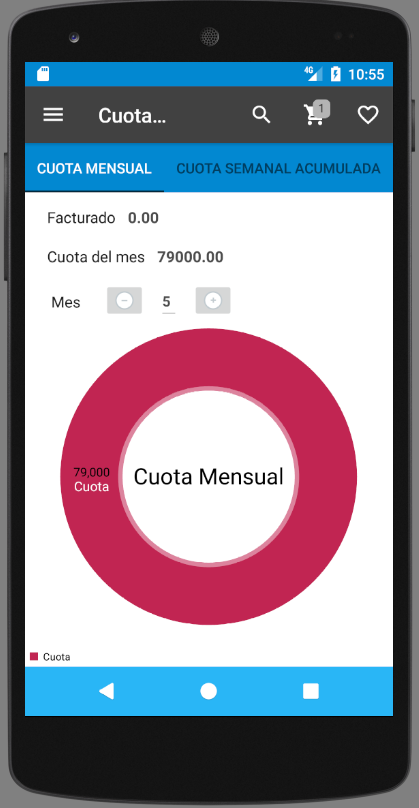 4G 10:55
Cuota... 1
CUOTA MENSUAL CUOTA SEMANAL ACUMULADA
Facturado 0.00
Cuota del mes 79000.00
Mes 5
79,000
Cuota
Cuota Mensual
Cuota